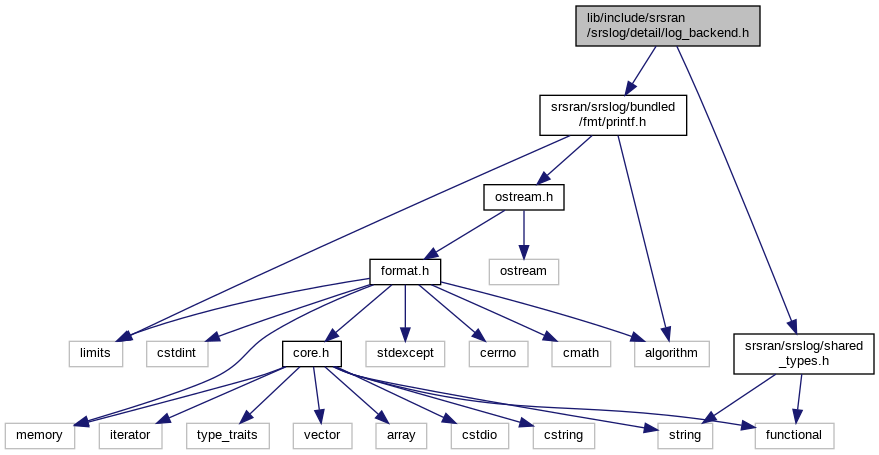 lib/include/srsran
/srslog/detail/log_backend.h
srsran/srslog/bundled
/fmt/printf.h
ostream.h
format.h
ostream
limits
cstdint
core.h
stdexcept
cerrno
cmath
algorithm
srsran/srslog/shared
_types.h
memory
iterator
type_traits
vector
array
cstdio
cstring
string
functional